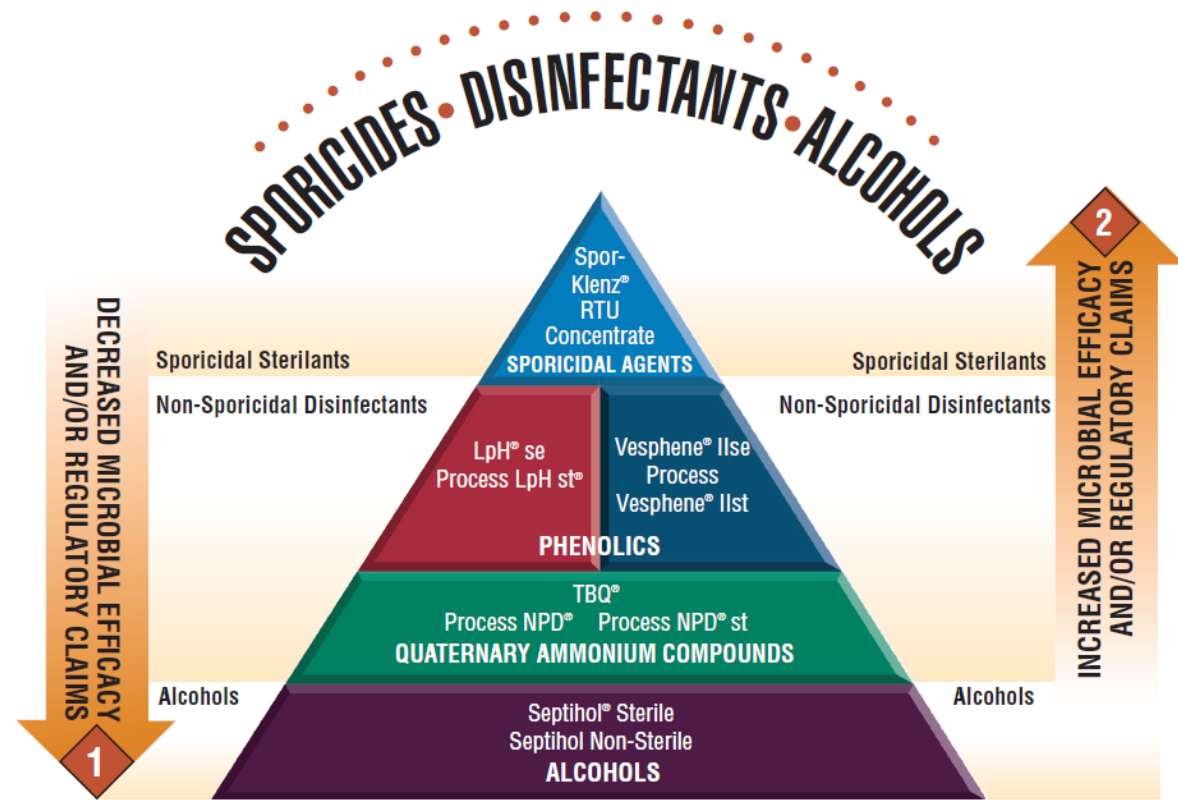 SPORICIDES • DISINFECTANTS • ALCOHOLS
2
Spor-
Klenz®
RTU
Concentrate
SPORICIDAL AGENTS
Sporicidal Sterilants
Sporicidal Sterilants
Non-Sporicidal Disinfectants
Non-Sporicidal Disinfectants
DECREASED MICROBIAL EFFICACY
AND/OR REGULATORY CLAIMS
INCREASED MICROBIAL EFFICACY
AND/OR REGULATORY CLAIMS
LpH® se
Process LpH st®
Vesphene® IIse
Process
Vesphene® IIst
PHENOLICS
TBQ®
Process NPD® Process NPD® st
QUATERNARY AMMONIUM COMPOUNDS
Alcohols
Alcohols
Septihol® Sterile
Septihol Non-Sterile
ALCOHOLS
1